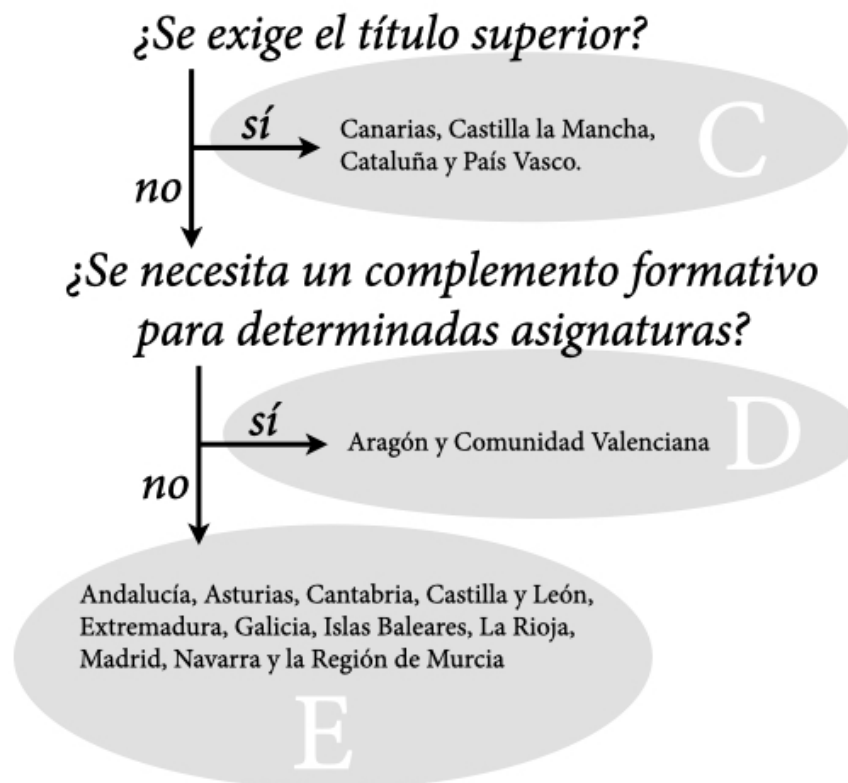 ¿Se exige el título superior?
sí
Canarias, Castilla la Mancha,
Cataluña y País Vasco.
C
no
¿Se necesita un complemento formativo
para determinadas asignaturas?
sí
Aragón y Comunidad Valenciana
D
no
Andalucía, Asturias, Cantabria, Castilla y León,
Extremadura, Galicia, Islas Baleares, La Rioja,
Madrid, Navarra y la Región de Murcia
E